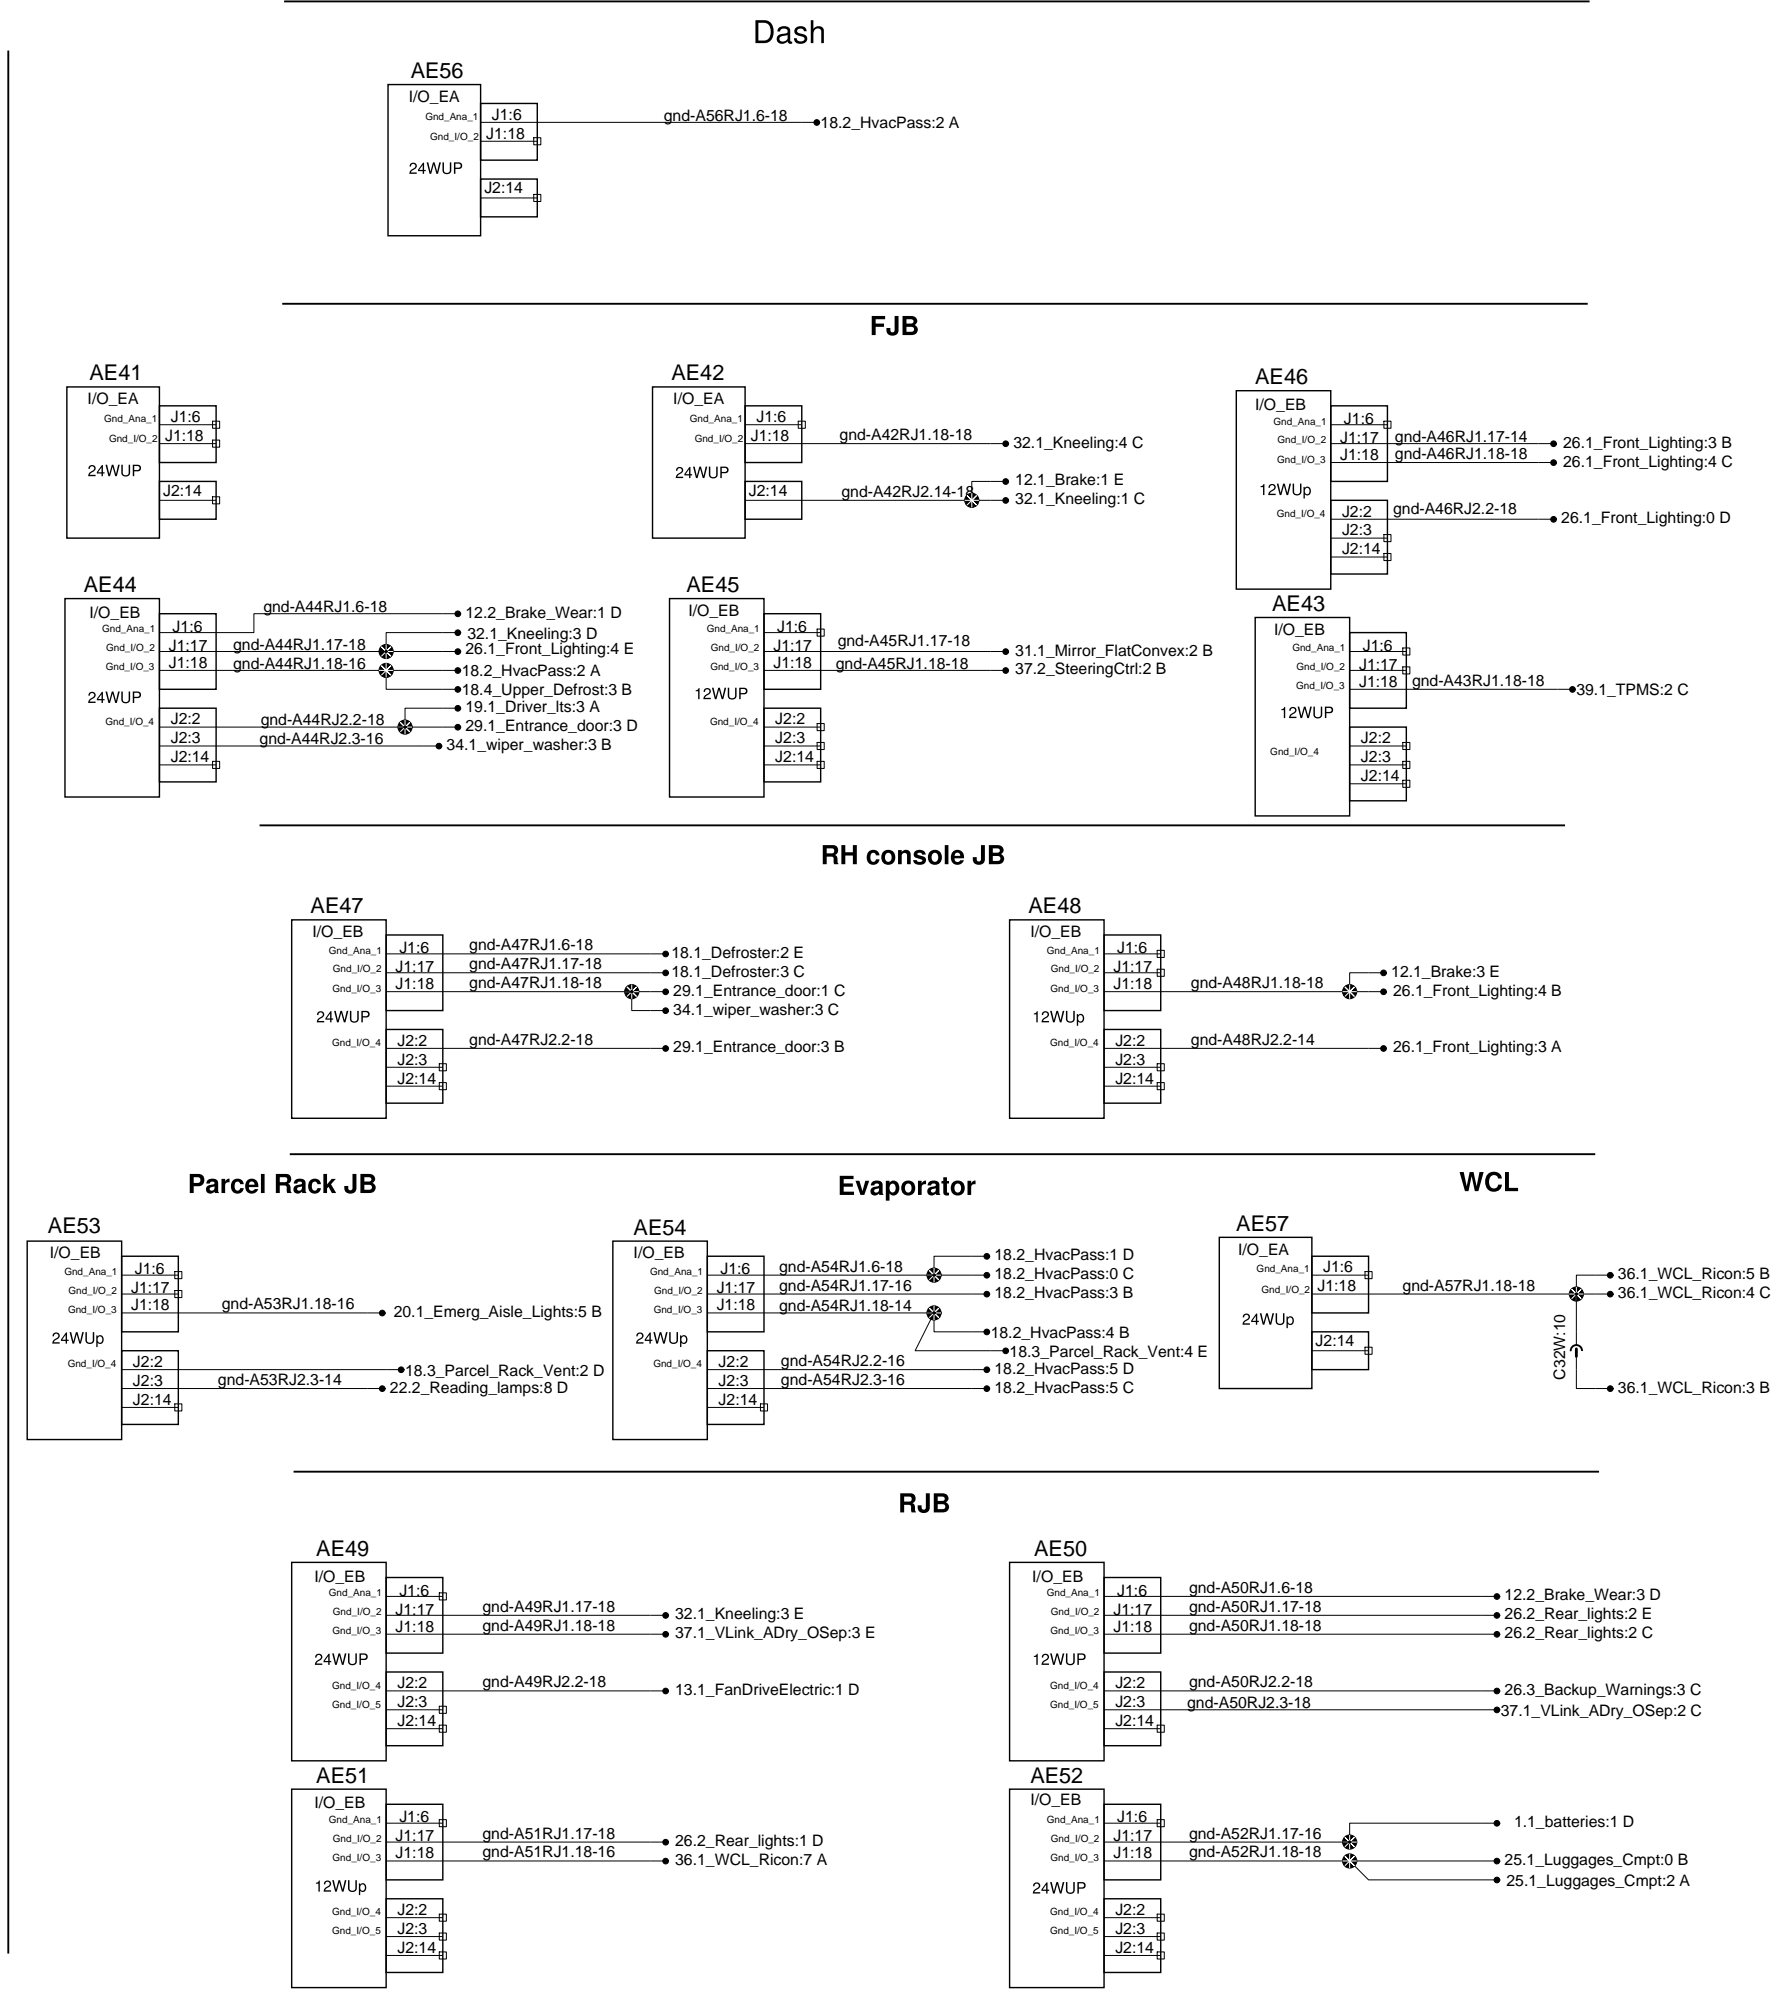 Dash
AE56
I/O_EA
Gnd_Ana_1 J1:6 gnd-A56RJ1.6-18 18.2_HvacPass:2 A
Gnd_I/O_2 J1:18
24WUP
J2:14
FJB
AE41
I/O_EA
Gnd_Ana_1 J1:6
Gnd_I/O_2 J1:18
24WUP
J2:14
AE42
I/O_EA
Gnd_Ana_1 J1:6
Gnd_I/O_2 J1:18 gnd-A42RJ1.18-18 32.1_Kneeling:4 C
24WUP
12.1_Brake:1 E
J2:14 gnd-A42RJ2.14-18 32.1_Kneeling:1 C
AE46
I/O_EB
Gnd_Ana_1 J1:6
Gnd_I/O_2 J1:17 gnd-A46RJ1.17-14 26.1_Front_Lighting:3 B
Gnd_I/O_3 J1:18 gnd-A46RJ1.18-18 26.1_Front_Lighting:4 C
12WUp
Gnd_I/O_4 J2:2 gnd-A46RJ2.2-18 26.1_Front_Lighting:0 D
J2:3
J2:14
AE44
I/O_EB
gnd-A44RJ1.6-18 12.2_Brake_Wear:1 D
Gnd_Ana_1 J1:6
32.1_Kneeling:3 D
Gnd_I/O_2 J1:17 gnd-A44RJ1.17-18 26.1_Front_Lighting:4 E
Gnd_I/O_3 J1:18 gnd-A44RJ1.18-16 18.2_HvacPass:2 A
18.4_Upper_Defrost:3 B
24WUP
19.1_Driver_lts:3 A
Gnd_I/O_4 J2:2 gnd-A44RJ2.2-18 29.1_Entrance_door:3 D
J2:3 gnd-A44RJ2.3-16 34.1_wiper_washer:3 B
J2:14
AE45
I/O_EB
Gnd_Ana_1 J1:6
Gnd_I/O_2 J1:17 gnd-A45RJ1.17-18 31.1_Mirror_FlatConvex:2 B
Gnd_I/O_3 J1:18 gnd-A45RJ1.18-18 37.2_SteeringCtrl:2 B
12WUP
Gnd_I/O_4 J2:2
J2:3
J2:14
AE43
I/O_EB
Gnd_Ana_1 J1:6
Gnd_I/O_2 J1:17
Gnd_I/O_3 J1:18 gnd-A43RJ1.18-18 39.1_TPMS:2 C
12WUP
J2:2
Gnd_I/O_4 J2:3
J2:14
RH console JB
AE47
I/O_EB
Gnd_Ana_1 J1:6 gnd-A47RJ1.6-18 18.1_Defroster:2 E
Gnd_I/O_2 J1:17 gnd-A47RJ1.17-18 18.1_Defroster:3 C
Gnd_I/O_3 J1:18 gnd-A47RJ1.18-18 29.1_Entrance_door:1 C
34.1_wiper_washer:3 C
24WUP
Gnd_I/O_4 J2:2 gnd-A47RJ2.2-18 29.1_Entrance_door:3 B
J2:3
J2:14
AE48
I/O_EB
Gnd_Ana_1 J1:6
Gnd_I/O_2 J1:17 12.1_Brake:3 E
Gnd_I/O_3 J1:18 gnd-A48RJ1.18-18 26.1_Front_Lighting:4 B
12WUp
Gnd_I/O_4 J2:2 gnd-A48RJ2.2-14 26.1_Front_Lighting:3 A
J2:3
J2:14
Parcel Rack JB
AE53
I/O_EB
Gnd_Ana_1 J1:6
Gnd_I/O_2 J1:17
Gnd_I/O_3 J1:18 gnd-A53RJ1.18-16 20.1_Emerg_Aisle_Lights:5 B
24WUp
Gnd_I/O_4 J2:2 18.3_Parcel_Rack_Vent:2 D
J2:3 gnd-A53RJ2.3-14 22.2_Reading_lamps:8 D
J2:14
Evaporator
AE54
I/O_EB
18.2_HvacPass:1 D
Gnd_Ana_1 J1:6 gnd-A54RJ1.6-18 18.2_HvacPass:0 C
Gnd_I/O_2 J1:17 gnd-A54RJ1.17-16 18.2_HvacPass:3 B
Gnd_I/O_3 J1:18 gnd-A54RJ1.18-14
18.2_HvacPass:4 B
24WUp
18.3_Parcel_Rack_Vent:4 E
Gnd_I/O_4 J2:2 gnd-A54RJ2.2-16 18.2_HvacPass:5 D
J2:3 gnd-A54RJ2.3-16 18.2_HvacPass:5 C
J2:14
WCL
AE57
I/O_EA
Gnd_Ana_1 J1:6 36.1_WCL_Ricon:5 B
Gnd_I/O_2 J1:18 gnd-A57RJ1.18-18 36.1_WCL_Ricon:4 C
24WUp
J2:14
C32W:10
36.1_WCL_Ricon:3 B
RJB
AE49
I/O_EB
Gnd_Ana_1 J1:6
Gnd_I/O_2 J1:17 gnd-A49RJ1.17-18 32.1_Kneeling:3 E
Gnd_I/O_3 J1:18 gnd-A49RJ1.18-18 37.1_VLink_ADry_OSep:3 E
24WUP
Gnd_I/O_4 J2:2 gnd-A49RJ2.2-18 13.1_FanDriveElectric:1 D
Gnd_I/O_5 J2:3
J2:14
AE50
I/O_EB
Gnd_Ana_1 J1:6 gnd-A50RJ1.6-18 12.2_Brake_Wear:3 D
Gnd_I/O_2 J1:17 gnd-A50RJ1.17-18 26.2_Rear_lights:2 E
Gnd_I/O_3 J1:18 gnd-A50RJ1.18-18 26.2_Rear_lights:2 C
12WUP
Gnd_I/O_4 J2:2 gnd-A50RJ2.2-18 26.3_Backup_Warnings:3 C
Gnd_I/O_5 J2:3 gnd-A50RJ2.3-18 37.1_VLink_ADry_OSep:2 C
J2:14
AE51
I/O_EB
Gnd_Ana_1 J1:6
Gnd_I/O_2 J1:17 gnd-A51RJ1.17-18 26.2_Rear_lights:1 D
Gnd_I/O_3 J1:18 gnd-A51RJ1.18-16 36.1_WCL_Ricon:7 A
12WUp
Gnd_I/O_4 J2:2
Gnd_I/O_5 J2:3
J2:14
AE52
I/O_EB
Gnd_Ana_1 J1:6 1.1_batteries:1 D
Gnd_I/O_2 J1:17 gnd-A52RJ1.17-16
Gnd_I/O_3 J1:18 gnd-A52RJ1.18-18 25.1_Luggages_Cmpt:0 B
25.1_Luggages_Cmpt:2 A
24WUP
Gnd_I/O_4 J2:2
Gnd_I/O_5 J2:3
J2:14